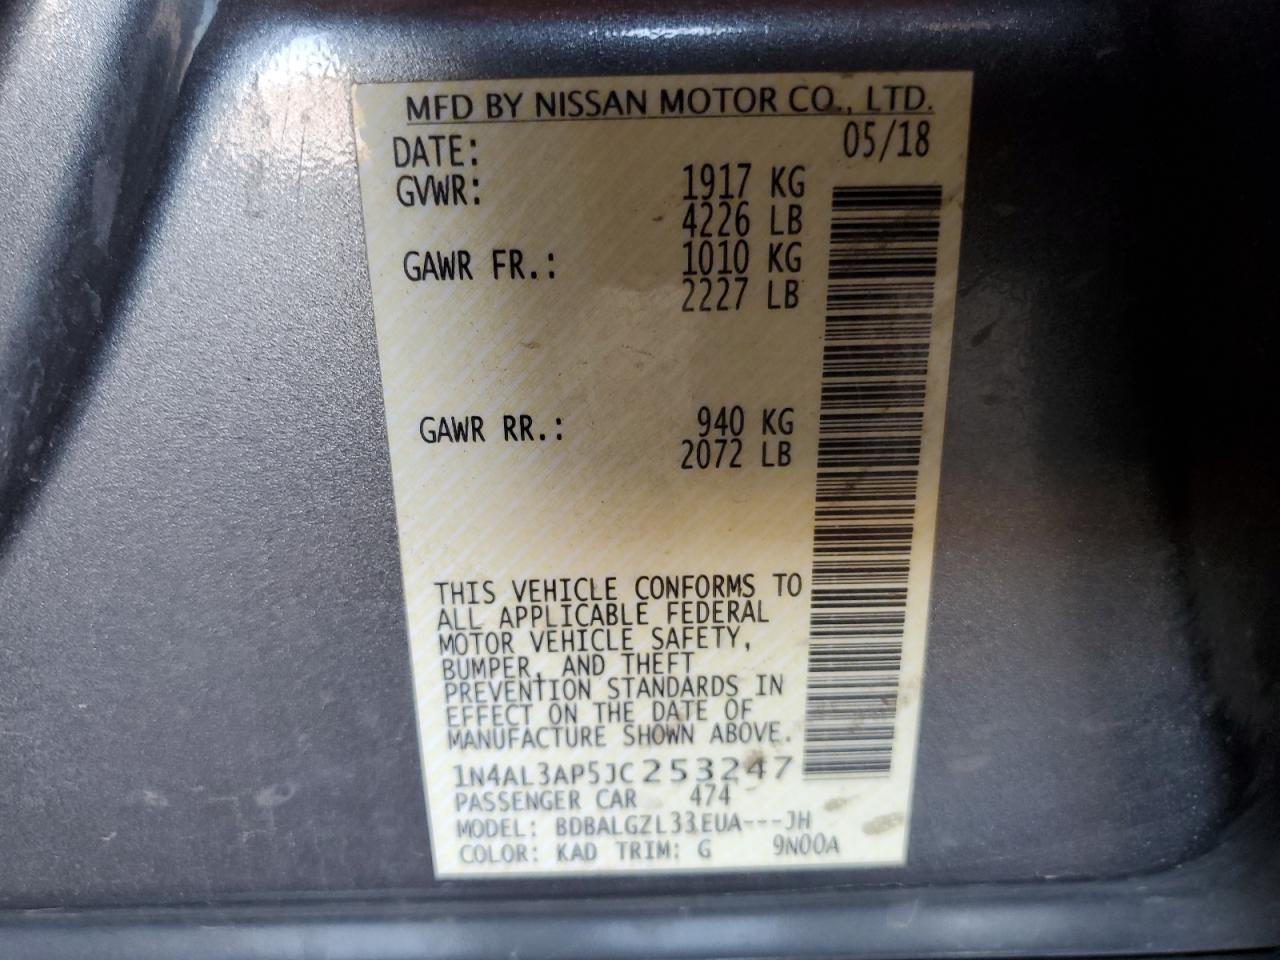 MFD BY NISSAN MOTOR CO., LTD.
DATE: 05/18
GVWR: 1917 KG
4226 LB
GAWR FR.: 1010 KG
2227 LB
GAWR RR.: 940 KG
2072 LB
THIS VEHICLE CONFORMS TO
ALL APPLICABLE FEDERAL
MOTOR VEHICLE SAFETY,
BUMPER, AND THEFT
PREVENTION STANDARDS IN
EFFECT ON THE DATE OF
MANUFACTURE SHOWN ABOVE.
1N4AL3AP5JC253247
PASSENGER CAR 474
MODEL: BDBALGZL33EUA---JH
COLOR: KAD TRIM: G 9N00A